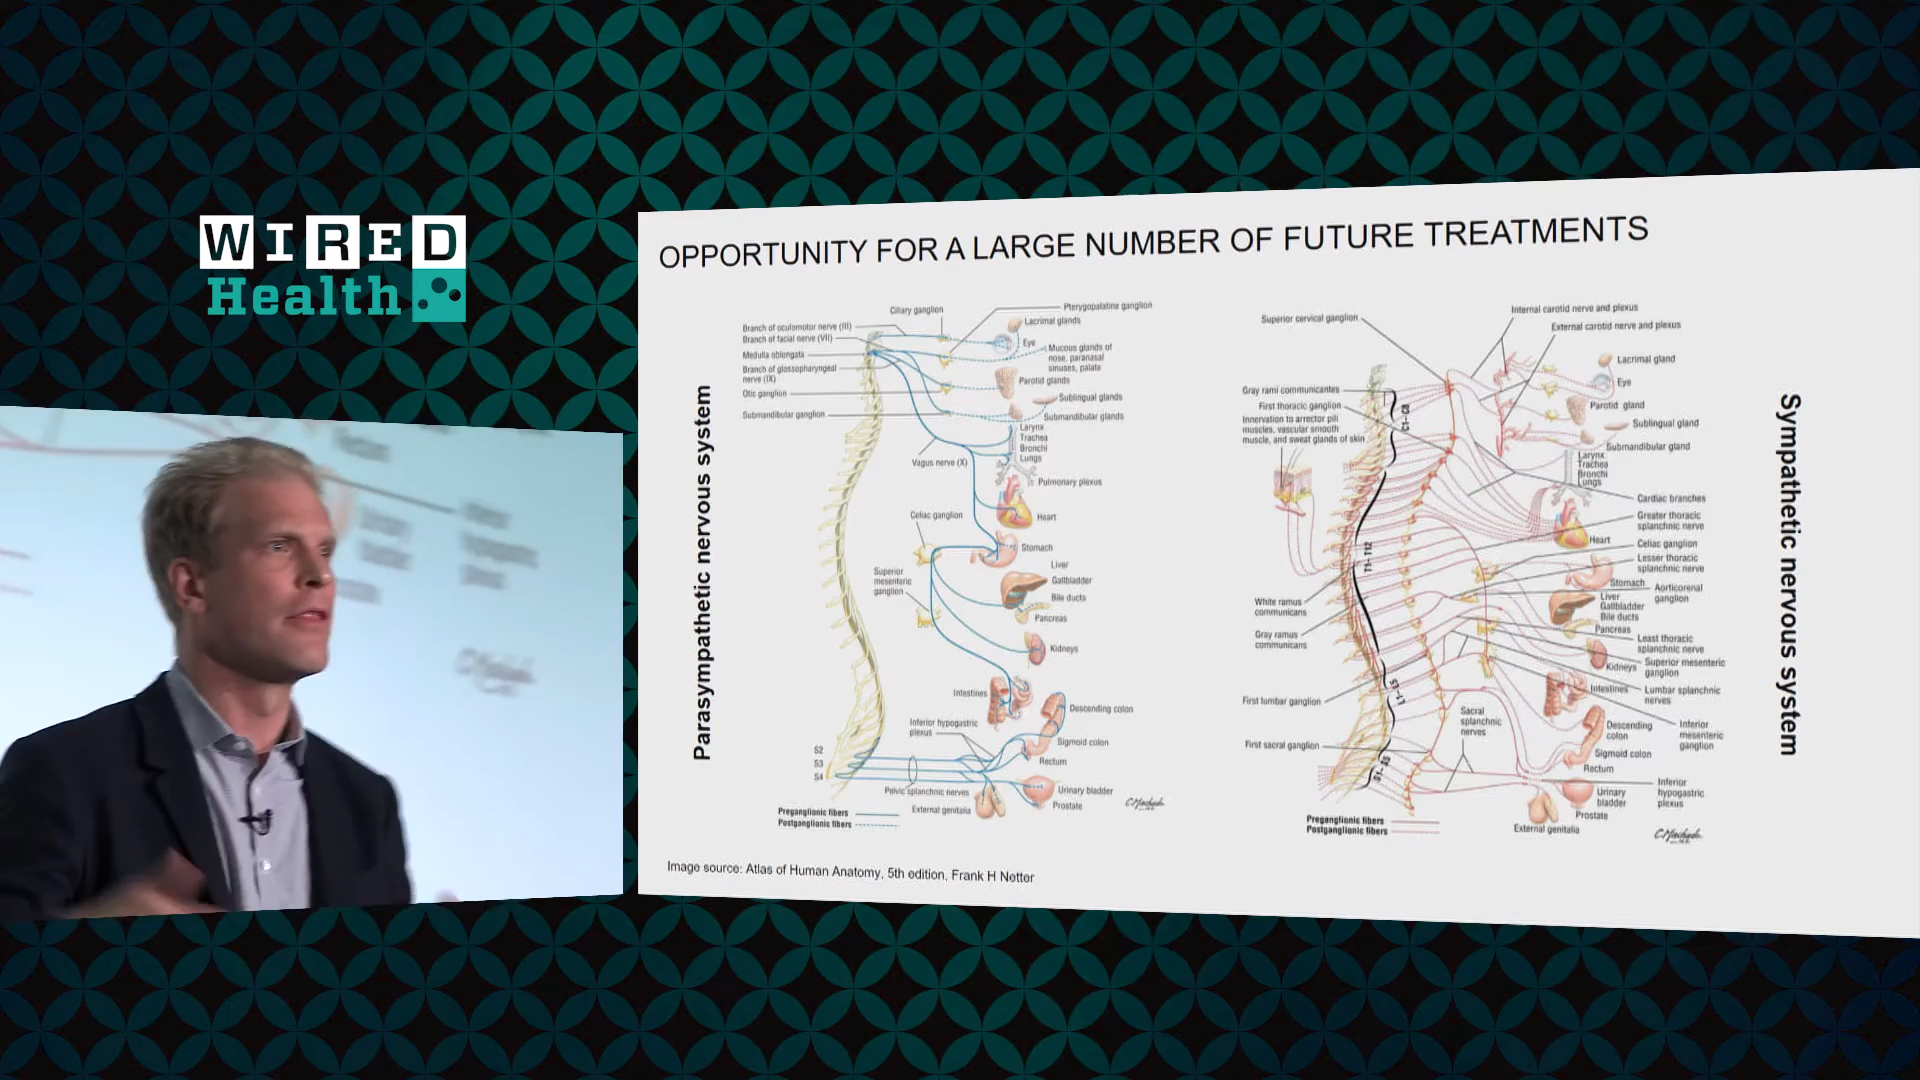 WIRED
Health
OPPORTUNITY FOR A LARGE NUMBER OF FUTURE TREATMENTS
Parasympathetic nervous system
Ciliary ganglion
Pterygopalatine ganglion
Branch of oculomotor nerve (III)
Branch of facial nerve (VII)
Medulla oblongata
Branch of glossopharyngeal
nerve (IX)
Otic ganglion
Submandibular ganglion
Lacrimal glands
Eye
Mucous glands of
nose, paranasal
sinuses, palate
Parotid glands
Sublingual glands
Submandibular glands
Larynx
Trachea
Bronchi
Lungs
Vagus nerve (X)
Pulmonary plexus
Celiac ganglion
Heart
Stomach
Superior
mesenteric
ganglion
Liver
Gallbladder
Bile ducts
Pancreas
Kidneys
Intestines
Descending colon
Inferior hypogastric
plexus
Sigmoid colon
Rectum
S2
S3
S4
Pelvic splanchnic nerves
Urinary bladder
External genitalia
Prostate
Preganglionic fibers
Postganglionic fibers
Superior cervical ganglion
Internal carotid nerve and plexus
External carotid nerve and plexus
Lacrimal gland
Eye
Gray rami communicantes
First thoracic ganglion
Innervation to arrector pili
muscles, vascular smooth
muscle, and sweat glands of skin
C1- C8
Parotid gland
Sublingual gland
Submandibular gland
Larynx
Trachea
Bronchi
Lungs
Cardiac branches
Greater thoracic
splanchnic nerve
Heart
Celiac ganglion
Lesser thoracic
splanchnic nerve
T1- T12
Stomach
Aorticorenal
ganglion
Liver
Gallbladder
Bile ducts
Pancreas
White ramus
communicans
Gray ramus
communicans
Least thoracic
splanchnic nerve
Kidneys
Superior mesenteric
ganglion
Intestines
Lumbar splanchnic
nerves
L1- L5
First lumbar ganglion
Sacral
splanchnic
nerves
Descending
colon
Inferior
mesenteric
ganglion
First sacral ganglion
Sigmoid colon
Rectum
S1- S5
Urinary
bladder
Inferior
hypogastric
plexus
Prostate
External genitalia
Preganglionic fibers
Postganglionic fibers
Sympathetic nervous system
Image source: Atlas of Human Anatomy, 5th edition, Frank H Netter